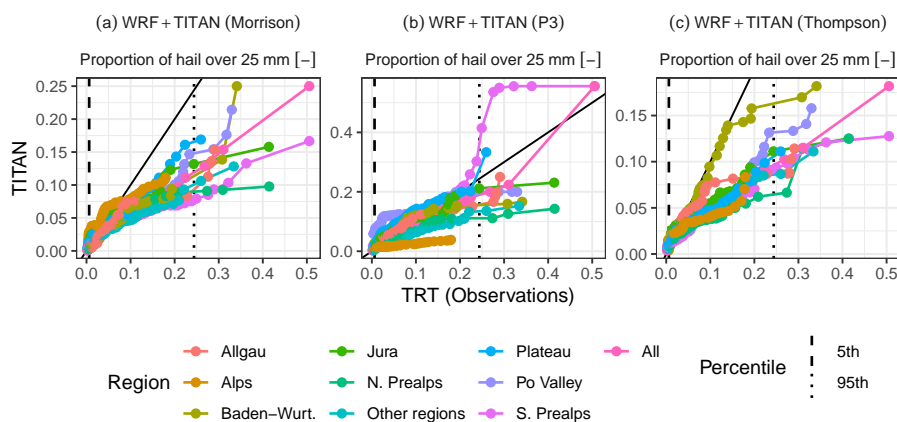 (a) WRF+TITAN (Morrison)
(b) WRF+TITAN (P3)
(c) WRF+TITAN (Thompson)
Proportion of hail over 25 mm [−]
Proportion of hail over 25 mm [−]
Proportion of hail over 25 mm [−]
TITAN
0.25
0.20
0.15
0.10
0.05
0.00
0.4
0.2
0.0
0.15
0.10
0.05
0.00
0.0 0.1 0.2 0.3 0.4 0.5
0.0 0.1 0.2 0.3 0.4 0.5
0.0 0.1 0.2 0.3 0.4 0.5
TRT (Observations)
Region
Allgau
Alps
Baden−Wurt.
Jura
N. Prealps
Other regions
Plateau
Po Valley
S. Prealps
All
Percentile
5th
95th